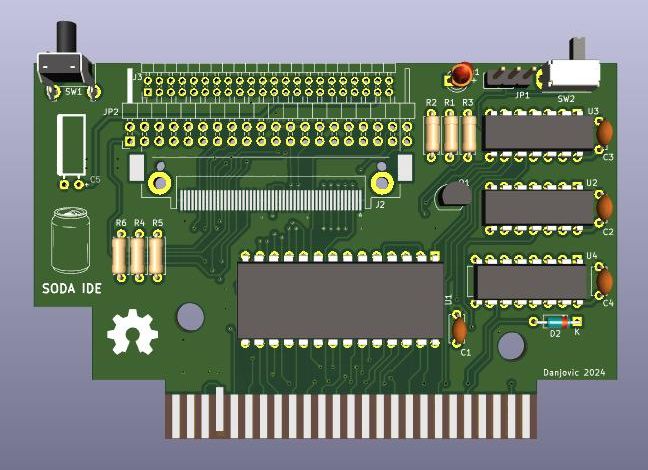 SW1
J3
1
JP1
SW2
JP2
R2 R1 R3
U3
C3
C5
J2
U2
C2
R6 R4 R5
U4
C4
SODA IDE
U1
C1
D2
K
Danjovic 2024